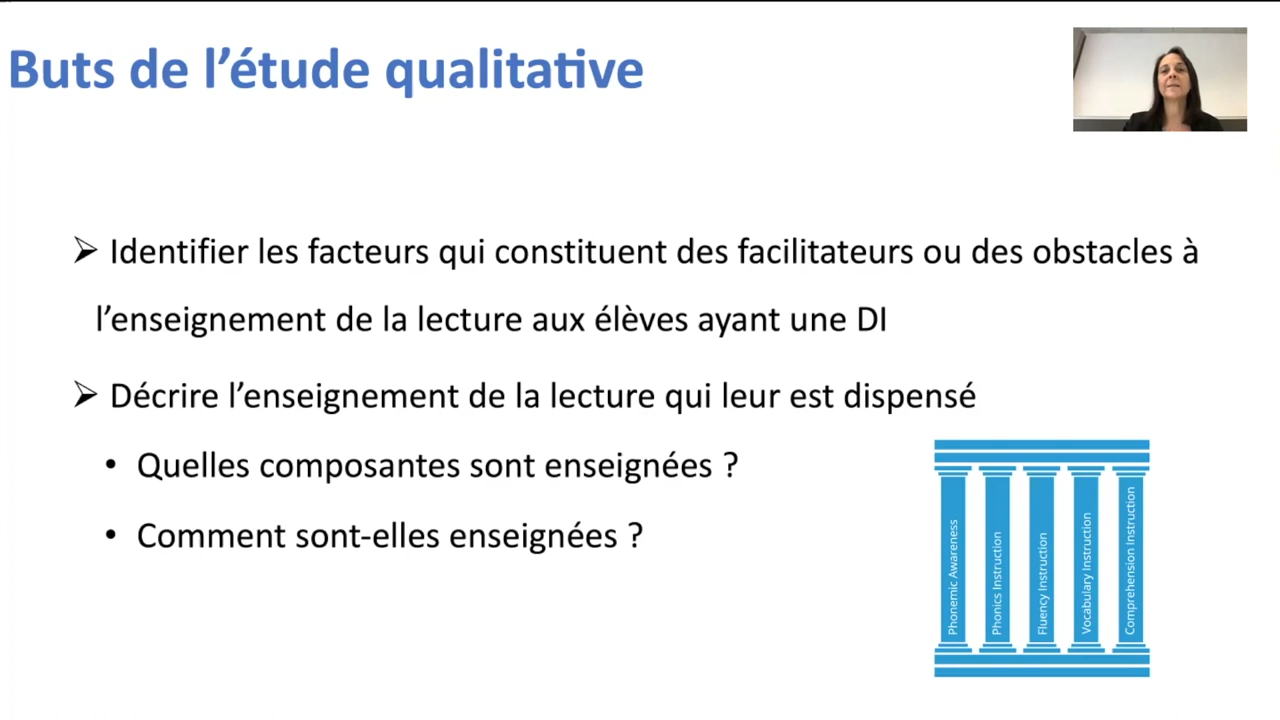 Buts de l’étude qualitative
➢ Identifier les facteurs qui constituent des facilitateurs ou des obstacles à
l’enseignement de la lecture aux élèves ayant une DI
➢ Décrire l’enseignement de la lecture qui leur est dispensé
• Quelles composantes sont enseignées ?
• Comment sont-elles enseignées ?
Phonemic Awareness
Phonics Instruction
Fluency Instruction
Vocabulary Instruction
Comprehension Instruction